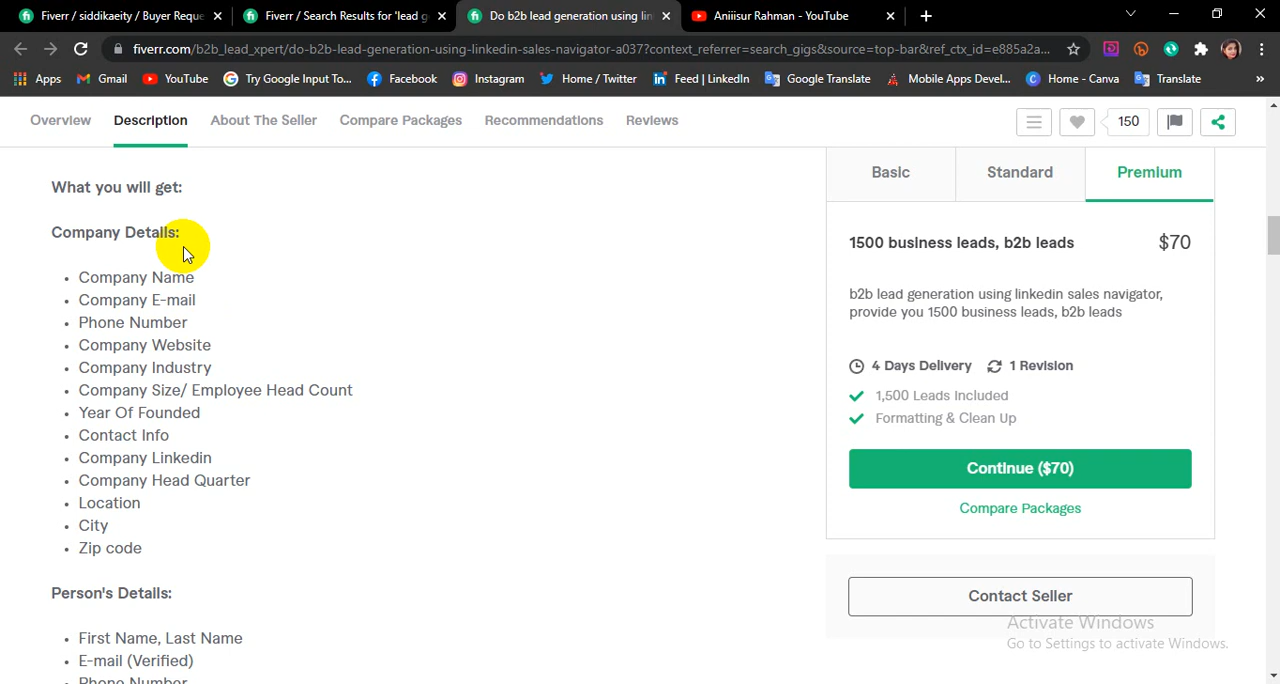 Fiverr / siddikaeity / Buyer Reque
Fiverr / Search Results for 'lead g
Do b2b lead generation using lin
Aniiisur Rahman - YouTube
fiverr.com/b2b_lead_xpert/do-b2b-lead-generation-using-linkedin-sales-navigator-a037?context_referrer=search_gigs&source=top-bar&ref_ctx_id=e885a2a...
Apps
Gmail
YouTube
Try Google Input To...
Facebook
Instagram
Home / Twitter
Feed | LinkedIn
Google Translate
Mobile Apps Devel...
Home - Canva
Translate
»
Overview
Description
About The Seller
Compare Packages
Recommendations
Reviews
150
What you will get:
Company Details:
• Company Name
• Company E-mail
• Phone Number
• Company Website
• Company Industry
• Company Size/ Employee Head Count
• Year Of Founded
• Contact Info
• Company Linkedin
• Company Head Quarter
• Location
• City
• Zip code
Person's Details:
• First Name, Last Name
• E-mail (Verified)
• Phone Number
Basic
Standard
Premium
1500 business leads, b2b leads
$70
b2b lead generation using linkedin sales navigator,
provide you 1500 business leads, b2b leads
4 Days Delivery
1 Revision
1,500 Leads Included
Formatting & Clean Up
Continue ($70)
Compare Packages
Contact Seller
Activate Windows
Go to Settings to activate Windows.